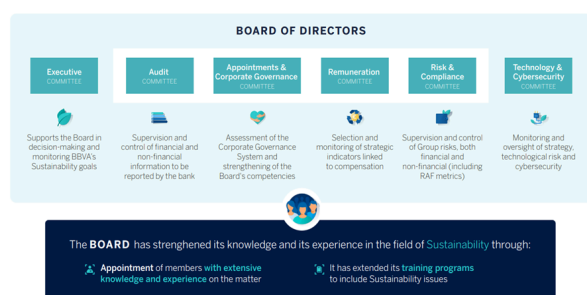 BOARD OF DIRECTORS
Executive
COMMITTEE
Audit
COMMITTEE
Appointments &
Corporate Governance
COMMITTEE
Remuneration
COMMITTEE
Risk &
Compliance
COMMITTEE
Technology &
Cybersecurity
COMMITTEE
Supports the Board in
decision-making and
monitoring BBVA's
Sustainability goals
Supervision and
control of financial and
non-financial
information to be
reported by the bank
Assessment of the
Corporate Governance
System and
strengthening of the
Board's competencies
Selection and
monitoring of strategic
indicators linked
to compensation
Supervision and control
of Group risks, both
financial and
non-financial (including
RAF metrics)
Monitoring and
oversight of strategy,
technological risk and
cybersecurity
The BOARD has strengthened its knowledge and its experience in the field of Sustainability through:
Appointment of members with extensive
knowledge and experience on the matter
It has extended its training programs
to include Sustainability issues